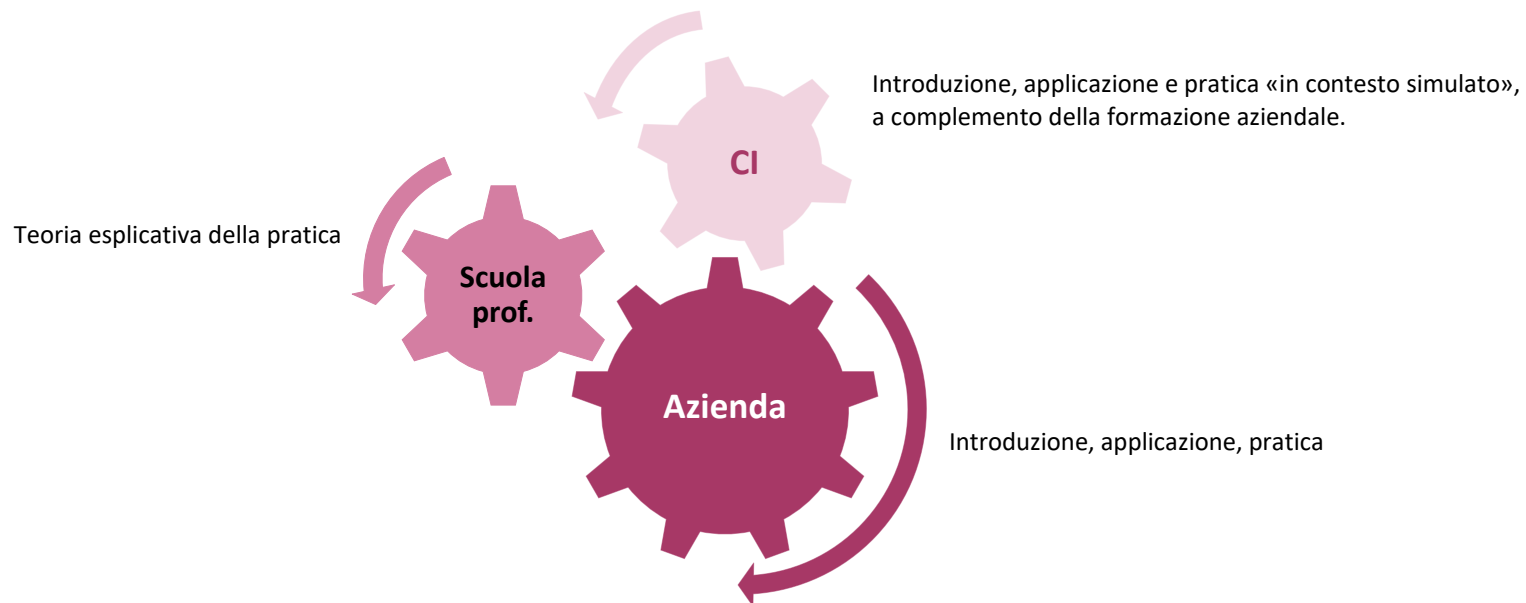 Introduzione, applicazione e pratica «in contesto simulato»,
a complemento della formazione aziendale.
CI
Teoria esplicativa della pratica
Scuola
prof.
Azienda
Introduzione, applicazione, pratica